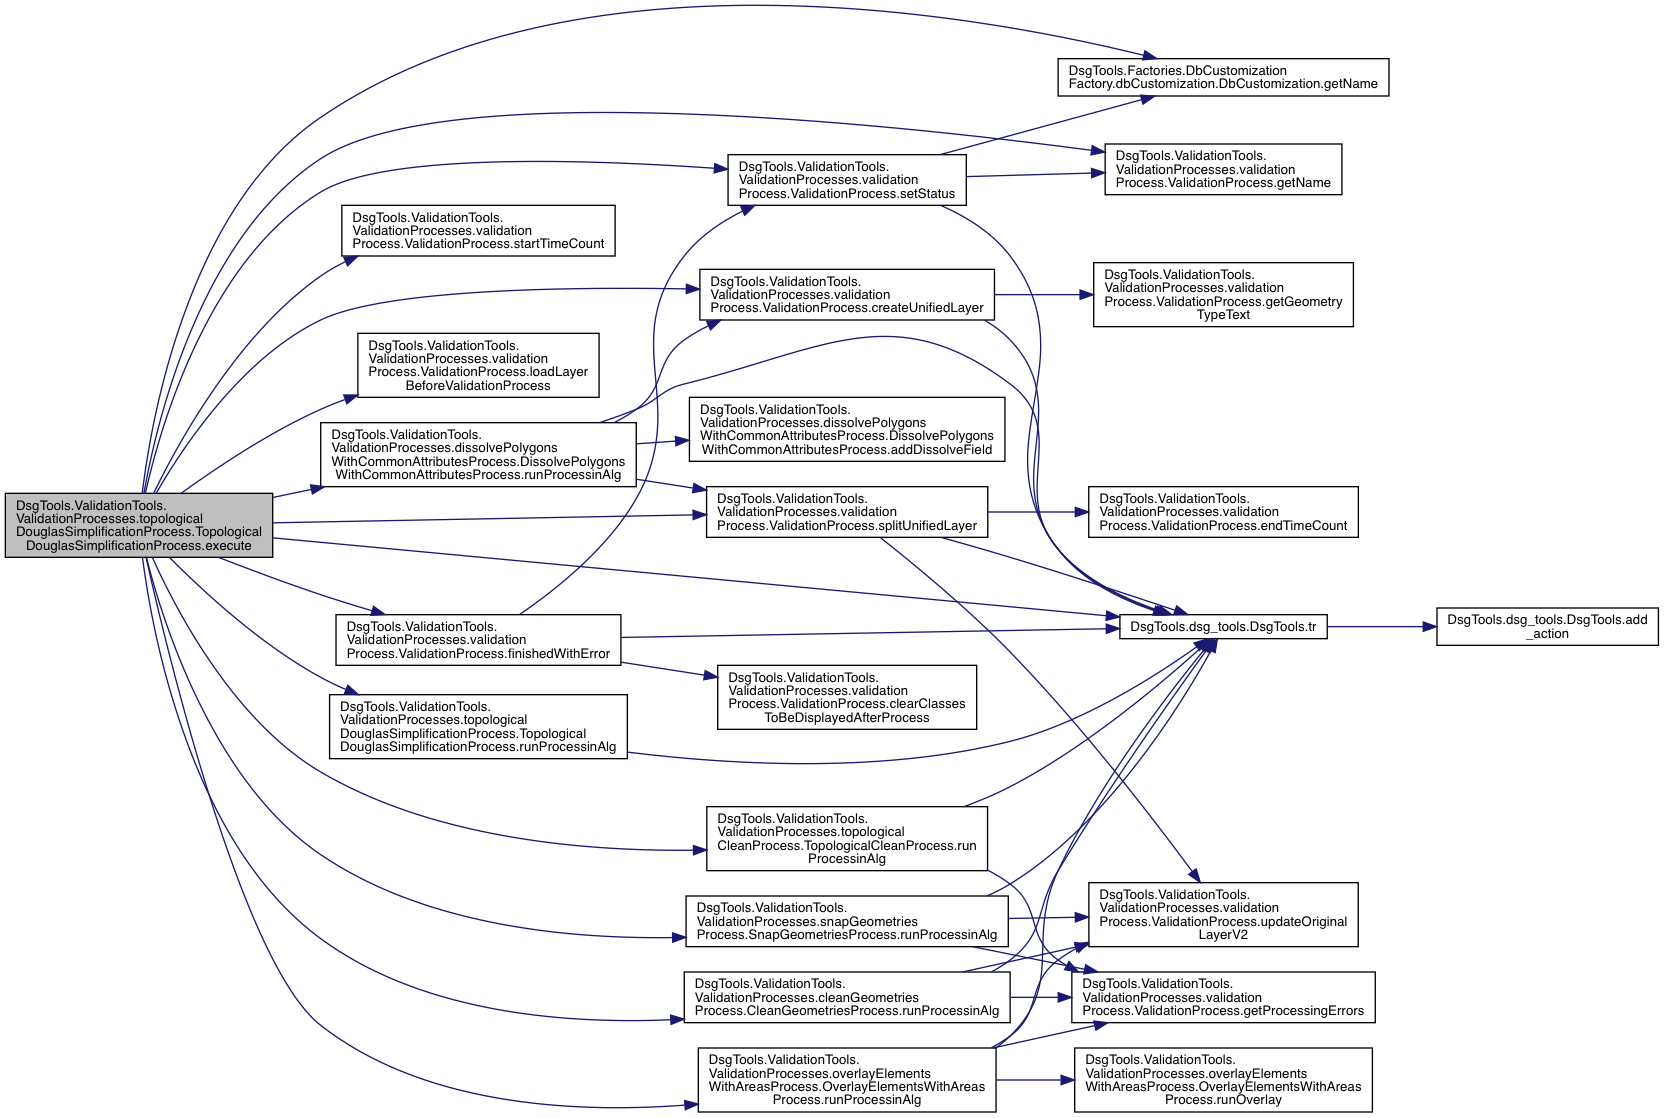 DsgTools.Factories.DbCustomization
Factory.dbCustomization.DbCustomization.getName
DsgTools.ValidationTools.
ValidationProcesses.validation
Process.ValidationProcess.getName
DsgTools.ValidationTools.
ValidationProcesses.validation
Process.ValidationProcess.setStatus
DsgTools.ValidationTools.
ValidationProcesses.validation
Process.ValidationProcess.startTimeCount
DsgTools.ValidationTools.
ValidationProcesses.validation
Process.ValidationProcess.createUnifiedLayer
DsgTools.ValidationTools.
ValidationProcesses.validation
Process.ValidationProcess.getGeometry
TypeText
DsgTools.ValidationTools.
ValidationProcesses.validation
Process.ValidationProcess.loadLayer
BeforeValidationProcess
DsgTools.ValidationTools.
ValidationProcesses.dissolvePolygons
WithCommonAttributesProcess.DissolvePolygons
WithCommonAttributesProcess.addDissolveField
DsgTools.ValidationTools.
ValidationProcesses.dissolvePolygons
WithCommonAttributesProcess.DissolvePolygons
WithCommonAttributesProcess.runProcessinAlg
DsgTools.ValidationTools.
ValidationProcesses.topological
DouglasSimplificationProcess.Topological
DouglasSimplificationProcess.execute
DsgTools.ValidationTools.
ValidationProcesses.validation
Process.ValidationProcess.splitUnifiedLayer
DsgTools.ValidationTools.
ValidationProcesses.validation
Process.ValidationProcess.endTimeCount
DsgTools.ValidationTools.
ValidationProcesses.validation
Process.ValidationProcess.finishedWithError
DsgTools.dsg_tools.DsgTools.tr
DsgTools.dsg_tools.DsgTools.add
_action
DsgTools.ValidationTools.
ValidationProcesses.validation
Process.ValidationProcess.clearClasses
ToBeDisplayedAfterProcess
DsgTools.ValidationTools.
ValidationProcesses.topological
DouglasSimplificationProcess.Topological
DouglasSimplificationProcess.runProcessinAlg
DsgTools.ValidationTools.
ValidationProcesses.topological
CleanProcess.TopologicalCleanProcess.run
ProcessinAlg
DsgTools.ValidationTools.
ValidationProcesses.snapGeometries
Process.SnapGeometriesProcess.runProcessinAlg
DsgTools.ValidationTools.
ValidationProcesses.validation
Process.ValidationProcess.updateOriginal
LayerV2
DsgTools.ValidationTools.
ValidationProcesses.cleanGeometries
Process.CleanGeometriesProcess.runProcessinAlg
DsgTools.ValidationTools.
ValidationProcesses.validation
Process.ValidationProcess.getProcessingErrors
DsgTools.ValidationTools.
ValidationProcesses.overlayElements
WithAreasProcess.OverlayElementsWithAreas
Process.runProcessinAlg
DsgTools.ValidationTools.
ValidationProcesses.overlayElements
WithAreasProcess.OverlayElementsWithAreas
Process.runOverlay